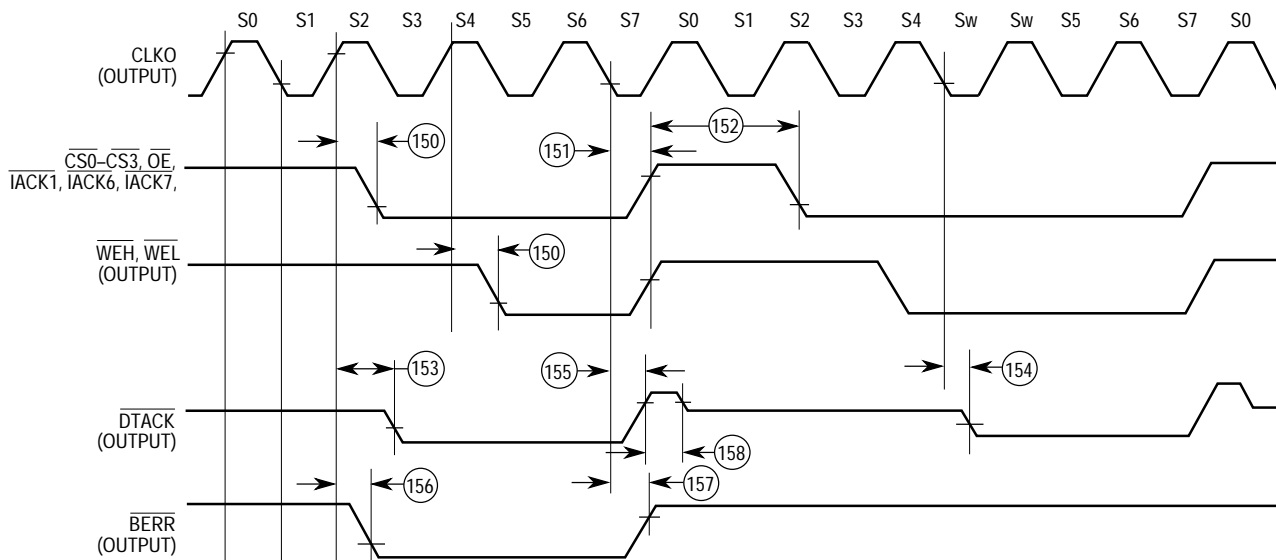 S0 S1 S2 S3 S4 S5 S6 S7 S0 S1 S2 S3 S4 Sw Sw S5 S6 S7 S0
CLKO
(OUTPUT)
152
150
151
CS0–CS3, OE,
IACK1, IACK6, IACK7,
WEH, WEL
(OUTPUT)
150
153
155
154
DTACK
(OUTPUT)
158
156
157
BERR
(OUTPUT)